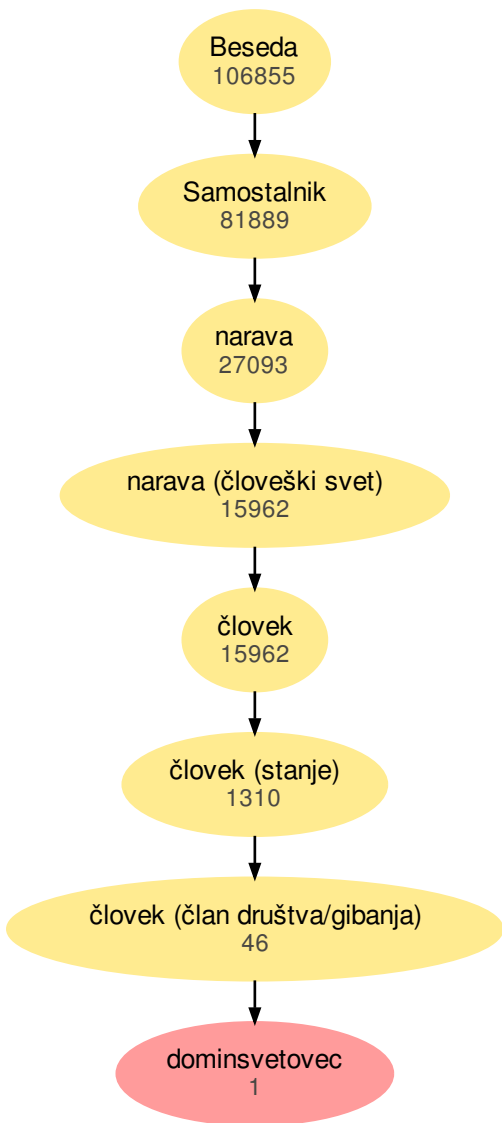 Beseda
106855
Samostalnik
81889
narava
27093
narava (človeški svet)
15962
človek
15962
človek (stanje)
1310
človek (član društva/gibanja)
46
dominsvetovec
1